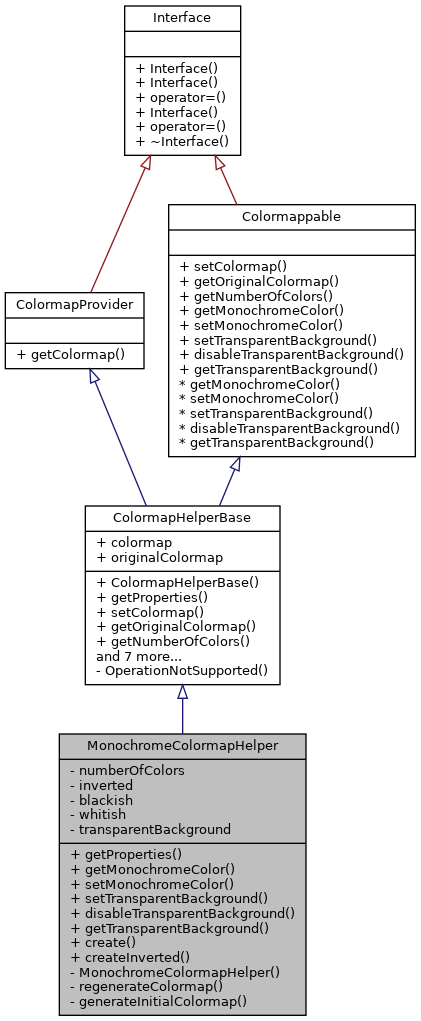 Interface
+ Interface()
+ Interface()
+ operator=()
+ Interface()
+ operator=()
+ ~Interface()
Colormappable
+ setColormap()
+ getOriginalColormap()
+ getNumberOfColors()
+ getMonochromeColor()
+ setMonochromeColor()
+ setTransparentBackground()
+ disableTransparentBackground()
+ getTransparentBackground()
* getMonochromeColor()
* setMonochromeColor()
* setTransparentBackground()
* disableTransparentBackground()
* getTransparentBackground()
ColormapProvider
+ getColormap()
ColormapHelperBase
+ colormap
+ originalColormap
+ ColormapHelperBase()
+ getProperties()
+ setColormap()
+ getOriginalColormap()
+ getNumberOfColors()
and 7 more...
- OperationNotSupported()
MonochromeColormapHelper
- numberOfColors
- inverted
- blackish
- whitish
- transparentBackground
+ getProperties()
+ getMonochromeColor()
+ setMonochromeColor()
+ setTransparentBackground()
+ disableTransparentBackground()
+ getTransparentBackground()
+ create()
+ createInverted()
- MonochromeColormapHelper()
- regenerateColormap()
- generateInitialColormap()